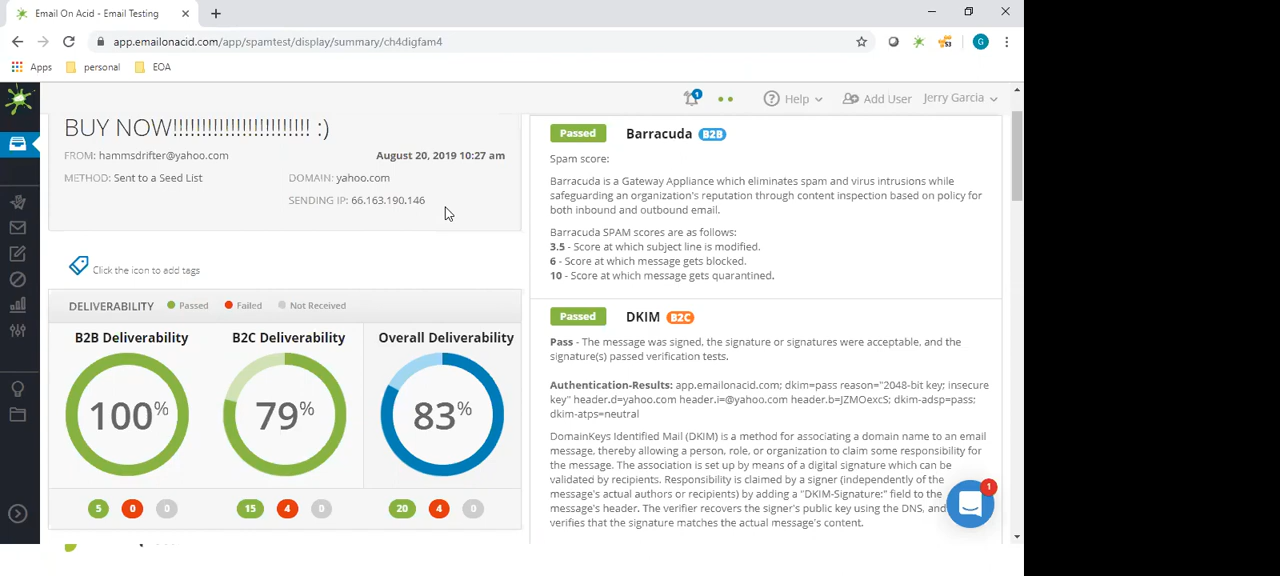 Email On Acid - Email Testing
app.emailonacid.com/app/spamtest/display/summary/ch4digfam4
53
G
Apps
personal
EOA
1
Help
Add User
Jerry Garcia
BUY NOW!!!!!!!!!!!!!!!!!!!!!!!! :)
FROM: hammsdrifter@yahoo.com
August 20, 2019 10:27 am
METHOD: Sent to a Seed List
DOMAIN: yahoo.com
SENDING IP: 66.163.190.146
Click the icon to add tags
DELIVERABILITY
Passed
Failed
Not Received
B2B Deliverability
B2C Deliverability
Overall Deliverability
100%
79%
83%
5
0
0
15
4
0
20
4
0
Passed
Barracuda B2B
Spam score:
Barracuda is a Gateway Appliance which eliminates spam and virus intrusions while
safeguarding an organization's reputation through content inspection based on policy for
both inbound and outbound email.
Barracuda SPAM scores are as follows:
3.5 - Score at which subject line is modified.
6 - Score at which message gets blocked.
10 - Score at which message gets quarantined.
Passed
DKIM B2C
Pass - The message was signed, the signature or signatures were acceptable, and the
signature(s) passed verification tests.
Authentication-Results: app.emailonacid.com; dkim=pass reason="2048-bit key; insecure
key" header.d=yahoo.com header.i=@yahoo.com header.b=JZMOexcS; dkim-adsp=pass;
dkim-atps=neutral
DomainKeys Identified Mail (DKIM) is a method for associating a domain name to an email
message, thereby allowing a person, role, or organization to claim some responsibility for
the message. The association is set up by means of a digital signature which can be
validated by recipients. Responsibility is claimed by a signer (independently of the
message's actual authors or recipients) by adding a "DKIM-Signature:" field to the
message's header. The verifier recovers the signer's public key using the DNS, and
verifies that the signature matches the actual message's content.
1